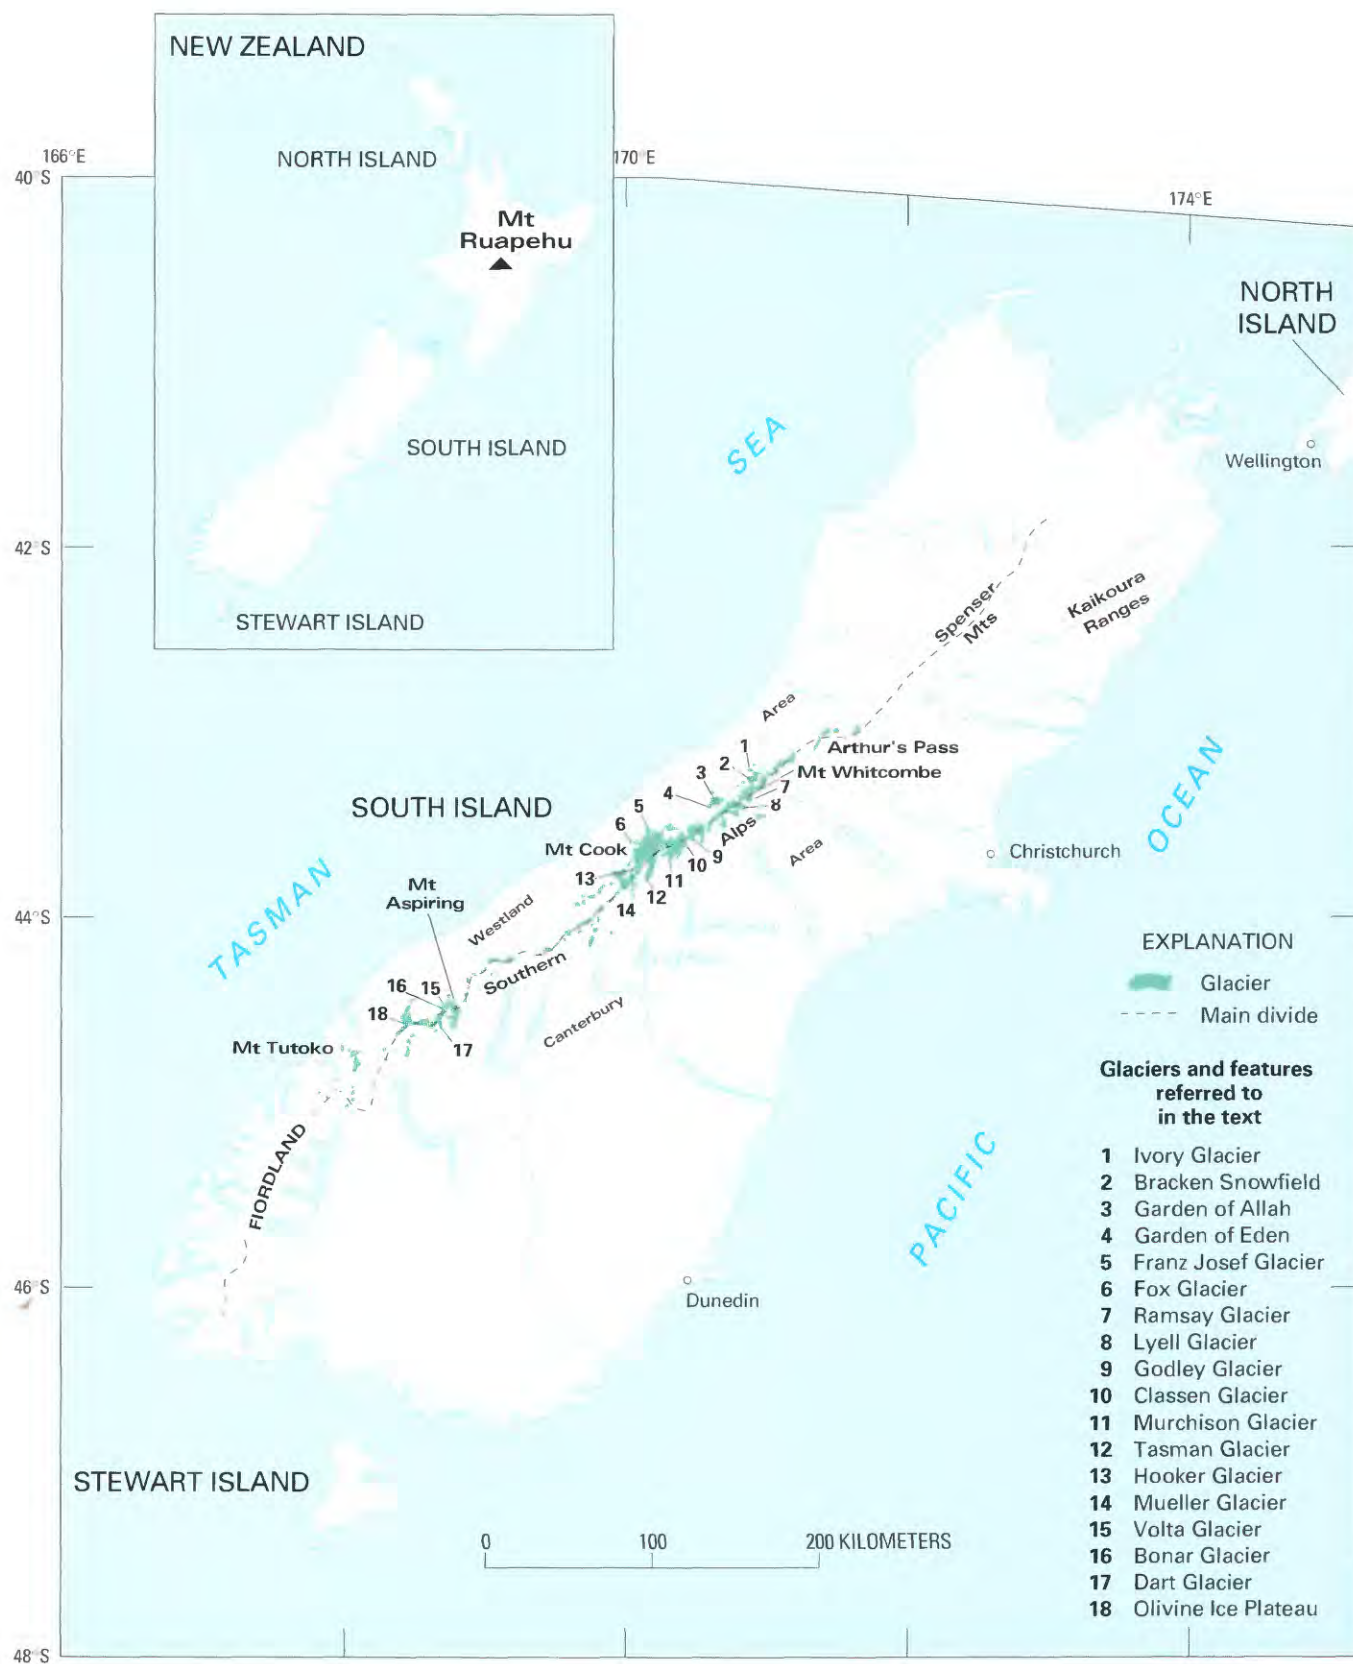 NEW ZEALAND
NORTH ISLAND
Mt
Ruapehu
SOUTH ISLAND
STEWART ISLAND
166°E
170°E
174°E
40°S
42°S
44°S
46°S
48°S
NORTH
ISLAND
Wellington
SEA
Spenser
Mts
Kaikoura
Ranges
Area
Arthur's Pass
Mt Whitcombe
1
2
3
4
5
6
7
8
SOUTH ISLAND
Mt Cook
Alps
9
10
11
12
13
14
Area
Christchurch
OCEAN
Mt
Aspiring
TASMAN
Westland
Southern
Canterbury
15
16
17
18
Mt Tutoko
FIORDLAND
PACIFIC
Dunedin
STEWART ISLAND
0 100 200 KILOMETERS
EXPLANATION
Glacier
Main divide
Glaciers and features
referred to
in the text
1 Ivory Glacier
2 Bracken Snowfield
3 Garden of Allah
4 Garden of Eden
5 Franz Josef Glacier
6 Fox Glacier
7 Ramsay Glacier
8 Lyell Glacier
9 Godley Glacier
10 Classen Glacier
11 Murchison Glacier
12 Tasman Glacier
13 Hooker Glacier
14 Mueller Glacier
15 Volta Glacier
16 Bonar Glacier
17 Dart Glacier
18 Olivine Ice Plateau